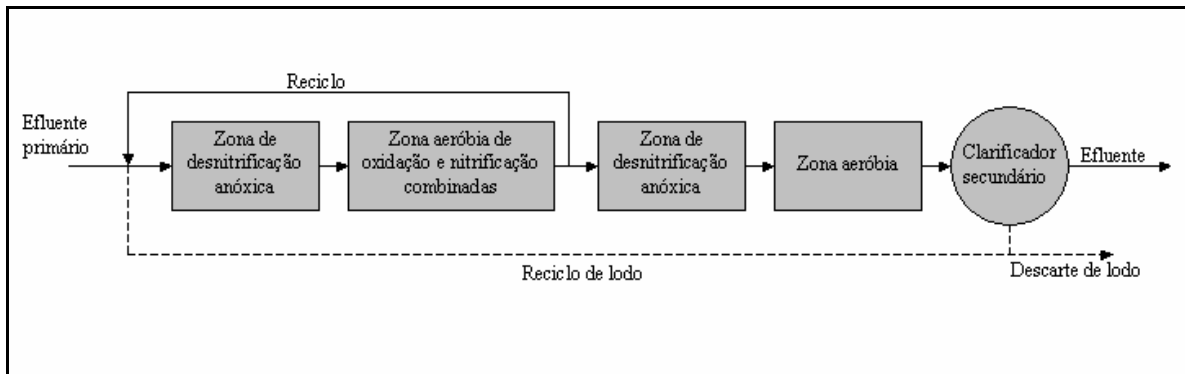 Reciclo
Efluente
primário
Zona de
desnitrificação
anóxica
Zona aeróbia de
oxidação e nitrificação
combinadas
Zona de
desnitrificação
anóxica
Zona aeróbia
Clarificador
secundário
Efluente
Reciclo de lodo
Descarte de lodo